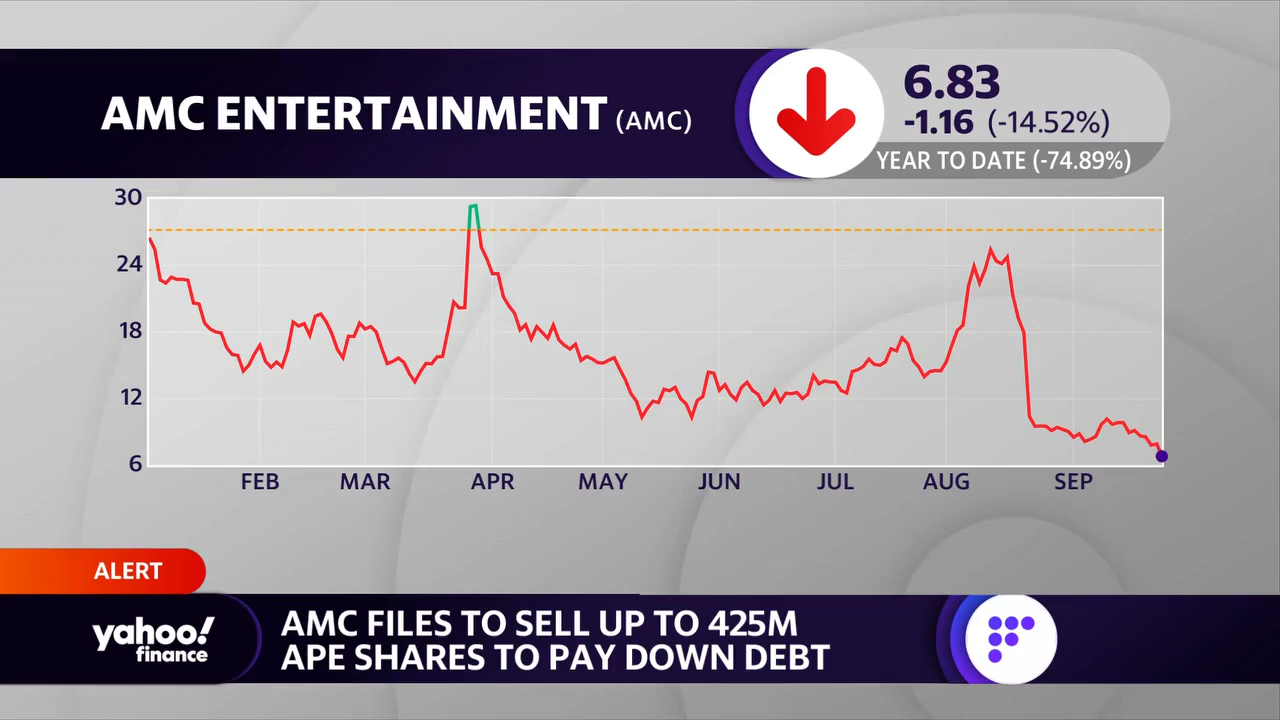 AMC ENTERTAINMENT (AMC)
6.83
-1.16 (-14.52%)
YEAR TO DATE (-74.89%)
30
24
18
12
6
FEB MAR APR MAY JUN JUL AUG SEP
ALERT
yahoo!
finance
AMC FILES TO SELL UP TO 425M
APE SHARES TO PAY DOWN DEBT